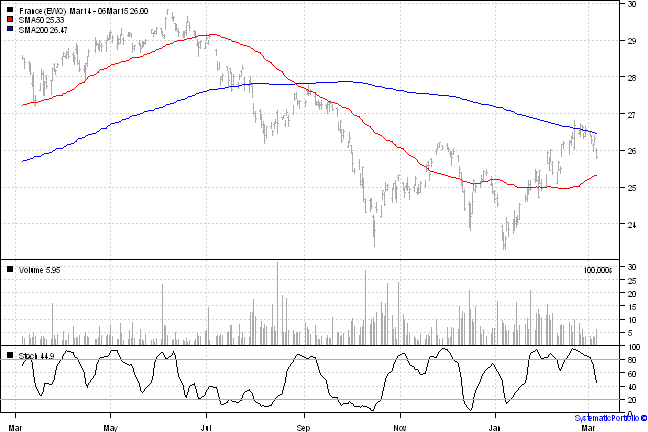 France (EWQ) Mar14 - 06Mar15 26.00
SMA50 25.33
SMA200 26.47
30
29
28
27
26
25
24
Volume 5.95
100,000s
30
25
20
15
10
5
Stoch 44.9
100
80
60
40
20
0
Mar May Jul Sep Nov Jan Mar
SystematicPortfolio ©